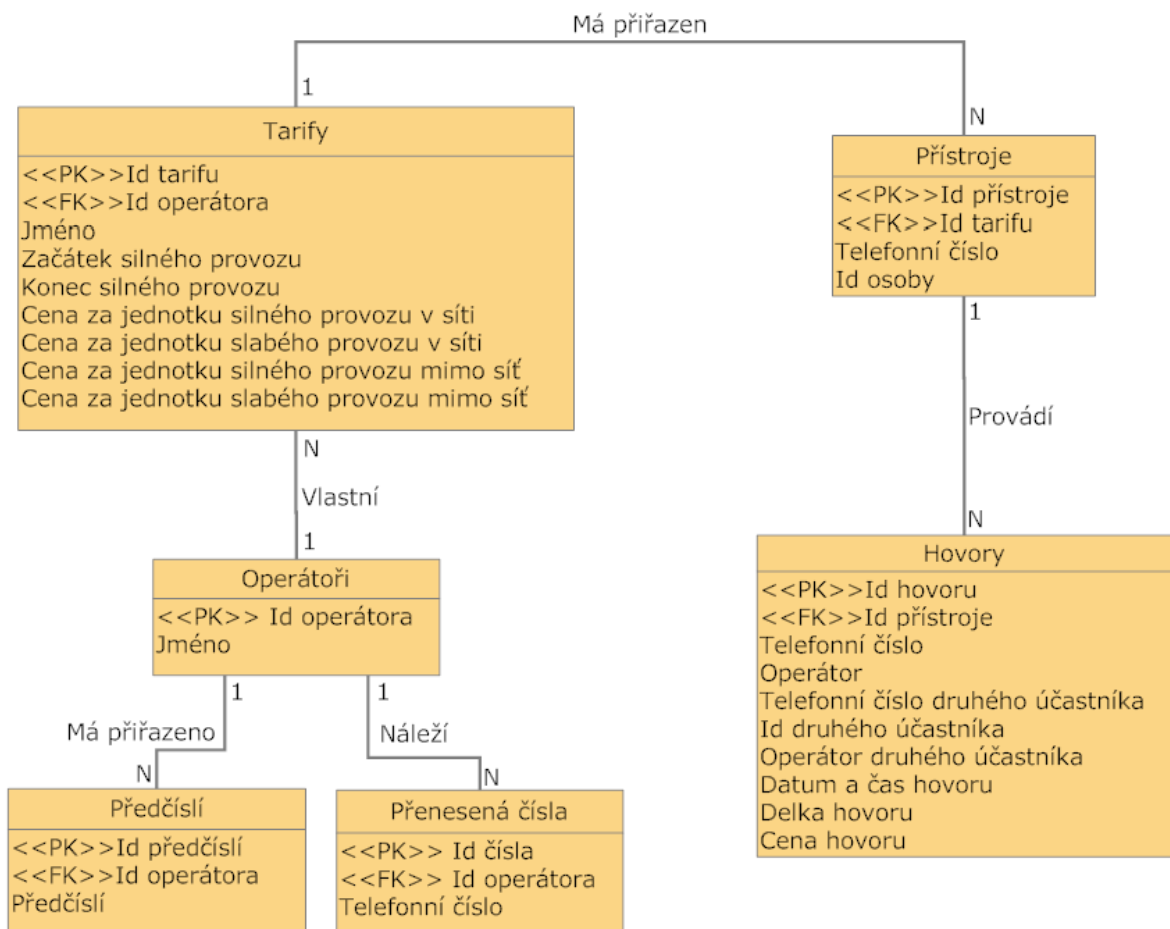 Má přiřazen
1
N
Tarify
<<PK>>Id tarifu
<<FK>>Id operátora
Jméno
Začátek silného provozu
Konec silného provozu
Cena za jednotku silného provozu v síti
Cena za jednotku slabého provozu v síti
Cena za jednotku silného provozu mimo síť
Cena za jednotku slabého provozu mimo síť
Přístroje
<<PK>>Id přístroje
<<FK>>Id tarifu
Telefonní číslo
Id osoby
N
Vlastní
1
1
Provádí
N
Operátoři
<<PK>> Id operátora
Jméno
Hovory
<<PK>>Id hovoru
<<FK>>Id přístroje
Telefonní číslo
Operátor
Telefonní číslo druhého účastníka
Id druhého účastníka
Operátor druhého účastníka
Datum a čas hovoru
Delka hovoru
Cena hovoru
1
1
Má přiřazeno
Náleží
N
N
Předčíslí
<<PK>>Id předčíslí
<<FK>>Id operátora
Předčíslí
Přenesená čísla
<<PK>> Id čísla
<<FK>> Id operátora
Telefonní číslo